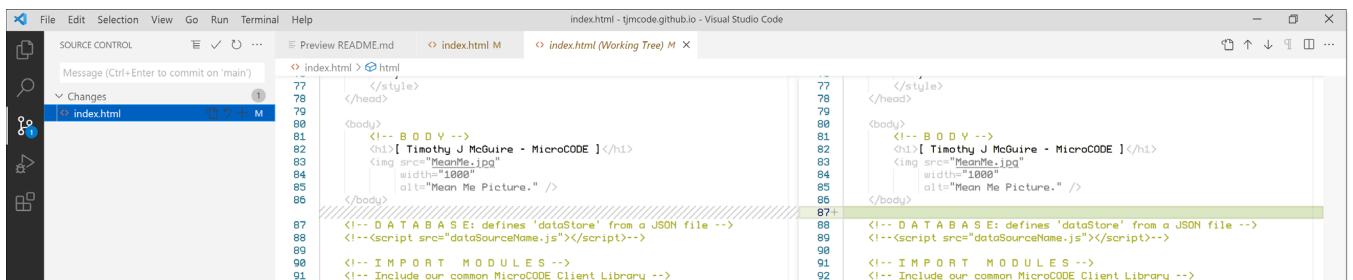 File Edit Selection View Go Run Terminal Help index.html - tjmcode.github.io - Visual Studio Code
SOURCE CONTROL
Message (Ctrl+Enter to commit on 'main')
Changes 1
index.html M
1
Preview README.md index.html M index.html (Working Tree) M
index.html > html
77 </style>
78 </head>
79
80 <body>
81 <!-- B O D Y -->
82 <h1>[ Timothy J McGuire - MicroCODE ]</h1>
83 <img src="MeanMe.jpg"
84 width="1000"
85 alt="Mean Me Picture." />
86 </body>
87 <!-- D A T A B A S E: defines 'dataStore' from a JSON file -->
88 <!--<script src="dataSourceName.js"></script>-->
89
90 <!-- I M P O R T   M O D U L E S -->
91 <!-- Include our common MicroCODE Client Library -->
77 </style>
78 </head>
79
80 <body>
81 <!-- B O D Y -->
82 <h1>[ Timothy J McGuire - MicroCODE ]</h1>
83 <img src="MeanMe.jpg"
84 width="1000"
85 alt="Mean Me Picture." />
86 </body>
87+
88 <!-- D A T A B A S E: defines 'dataStore' from a JSON file -->
89 <!--<script src="dataSourceName.js"></script>-->
90
91 <!-- I M P O R T   M O D U L E S -->
92 <!-- Include our common MicroCODE Client Library -->